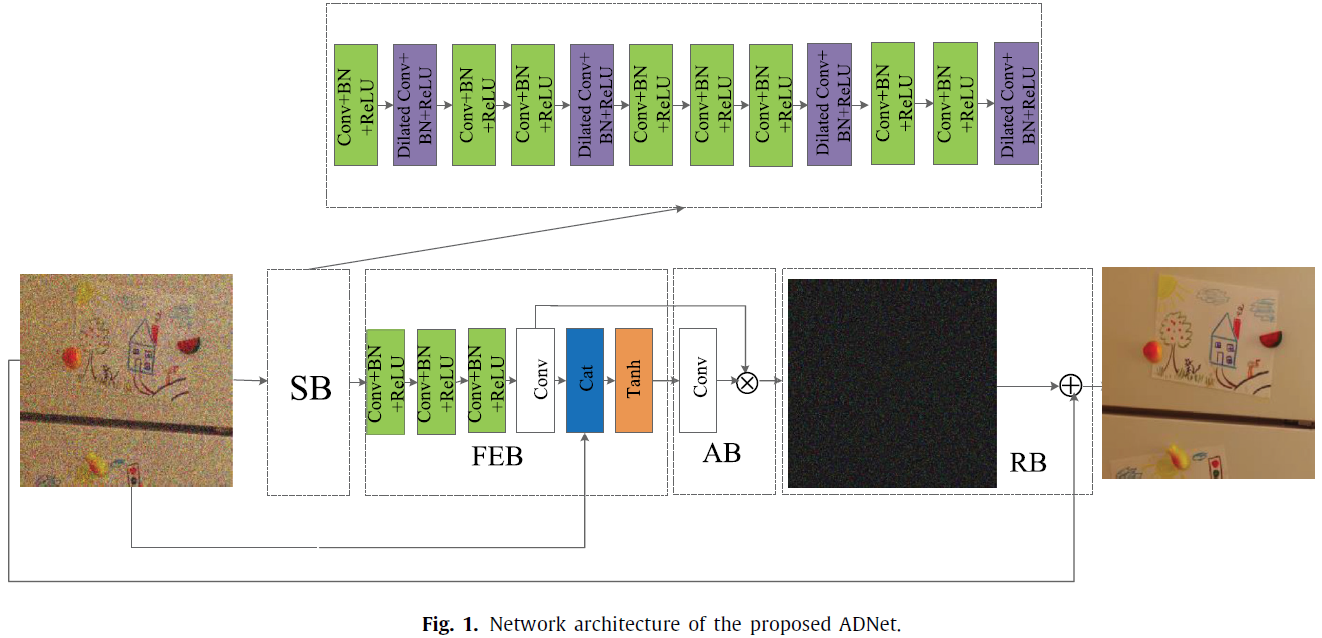 Conv+BN
+ReLU
Dilated Conv+
BN+ReLU
Conv+BN
+ReLU
Conv+BN
+ReLU
Dilated Conv+
BN+ReLU
Conv+BN
+ReLU
Conv+BN
+ReLU
Conv+BN
+ReLU
Dilated Conv+
BN+ReLU
Conv+BN
+ReLU
Conv+BN
+ReLU
Dilated Conv+
BN+ReLU
SB
Conv+BN
+ReLU
Conv+BN
+ReLU
Conv+BN
+ReLU
Conv
Cat
Tanh
FEB
Conv
AB
RB
Fig. 1. Network architecture of the proposed ADNet.